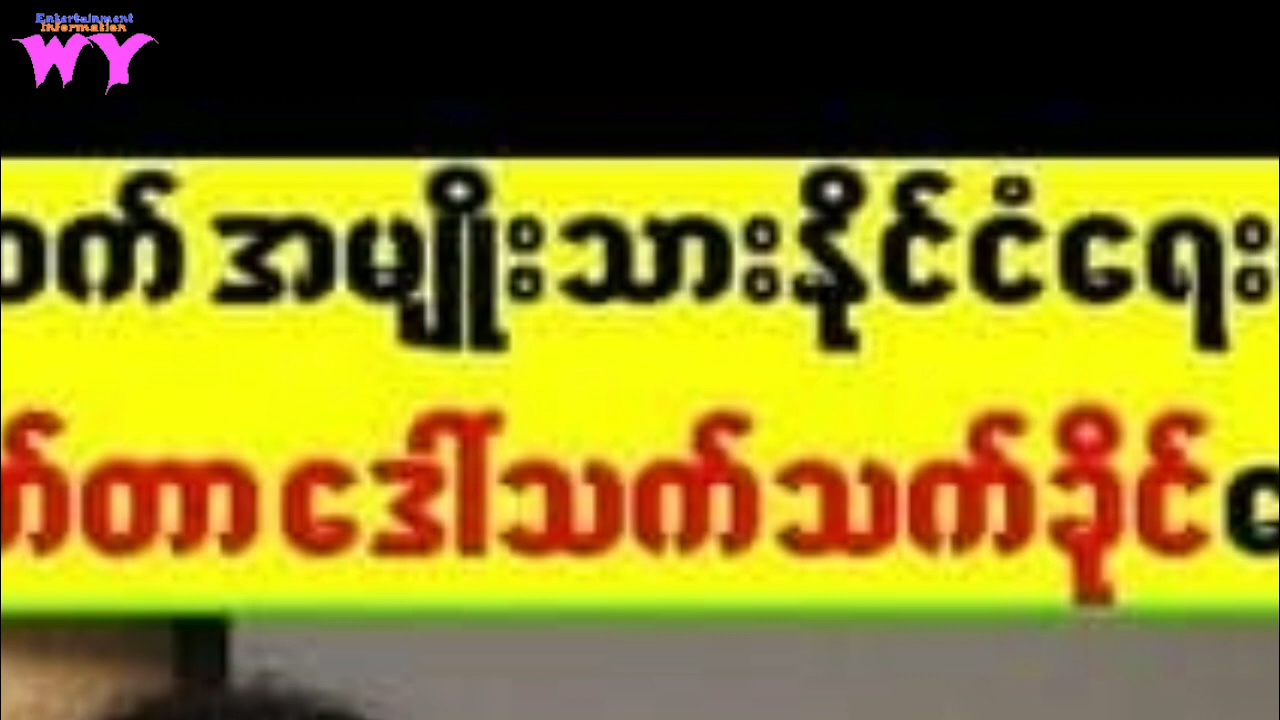 Entertainment
Information
WY
အမျိုးသားနိုင်ငံရေး
ဒေါ်သက်သက်ခိုင်